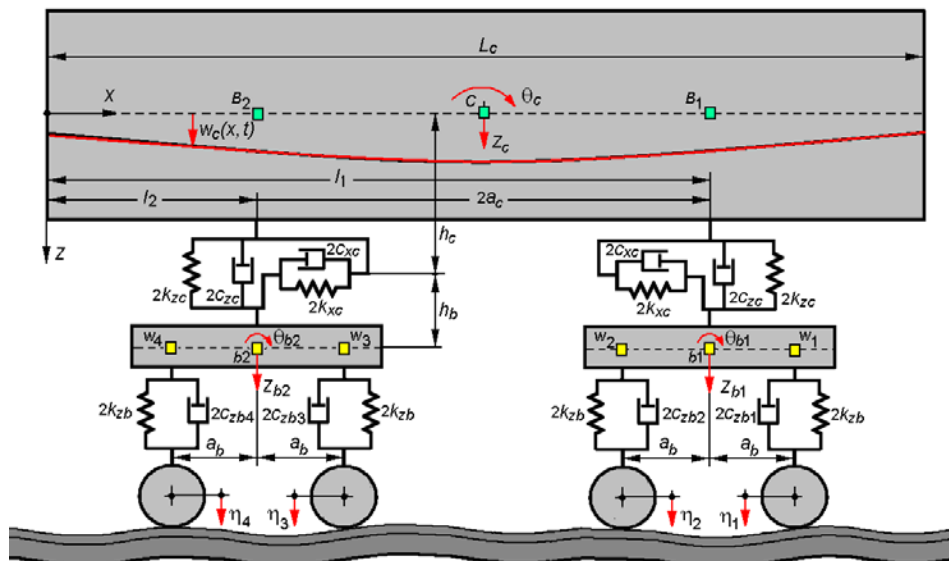 Lc
X
B2
C
θc
B1
wc(x, t)
Zc
l1
l2
2ac
hc
Z
2cxc
2cxc
2kzc
2czc
2kxc
2kxc
2czc
2kzc
hb
w4
θb2
w3
w2
θb1
w1
b2
b1
Zb2
Zb1
2kzb
2czb4
2czb3
2kzb
2kzb
2czb2
2czb1
2kzb
ab
ab
ab
ab
η4
η3
η2
η1